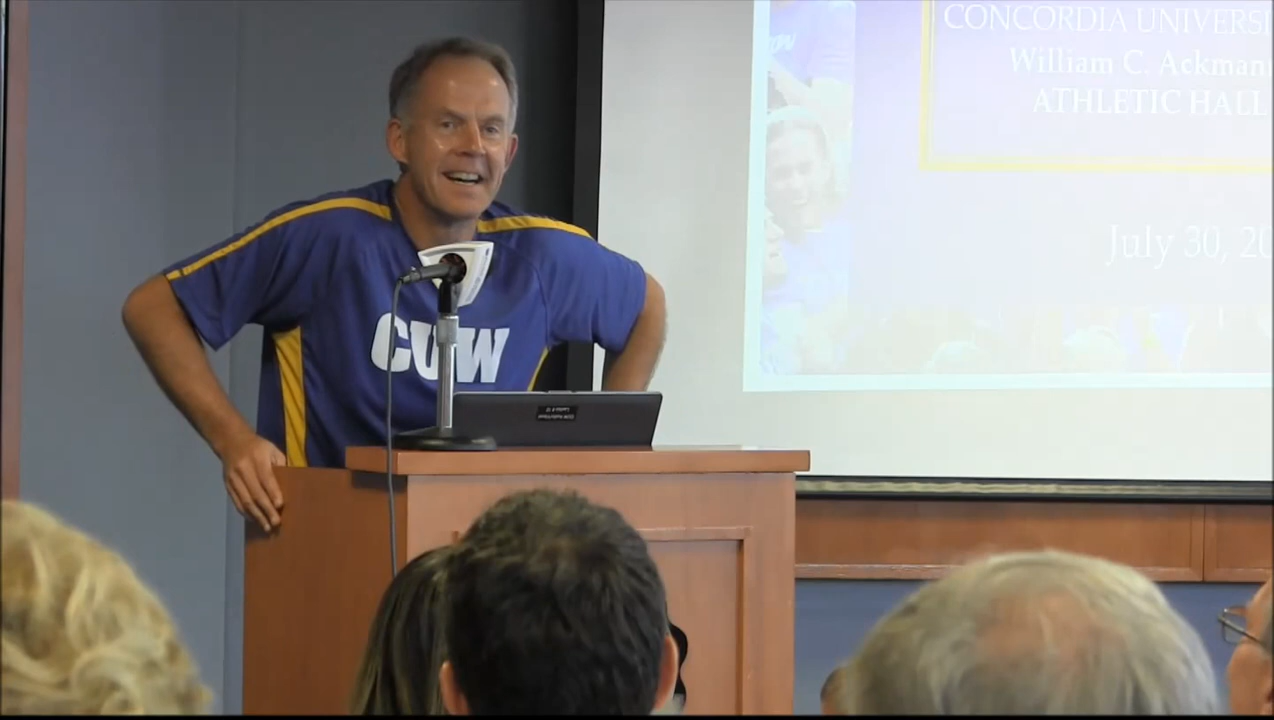 CONCORDIA UNIVERSI
William C. Ackmann
ATHLETIC HALL
July 30, 20
CUW